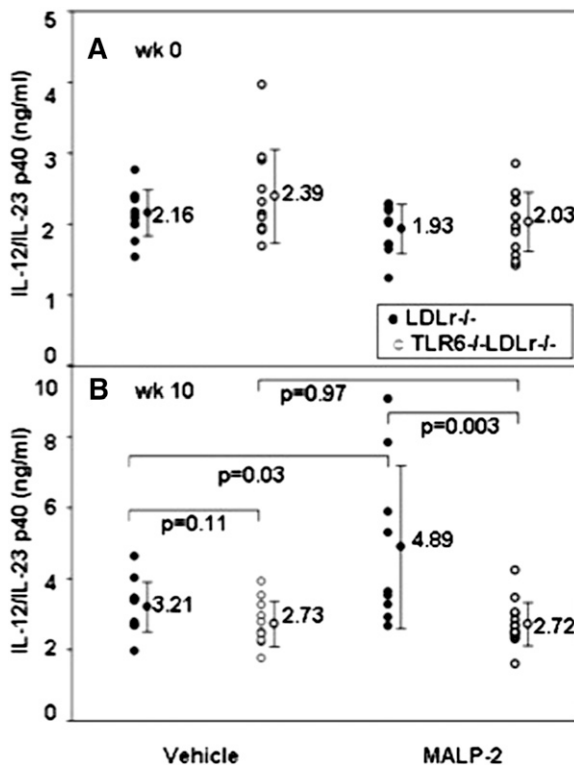 5
A wk 0
4
3
2.39
2.16
2.03
1.93
2
1
LDLr-/-
TLR6-/-LDLr-/-
0
IL-12/IL-23 p40 (ng/ml)
10
B wk 10
p=0.97
p=0.003
8
p=0.03
p=0.11
6
4.89
4
3.21
2.73
2.72
2
0
IL-12/IL-23 p40 (ng/ml)
Vehicle MALP-2